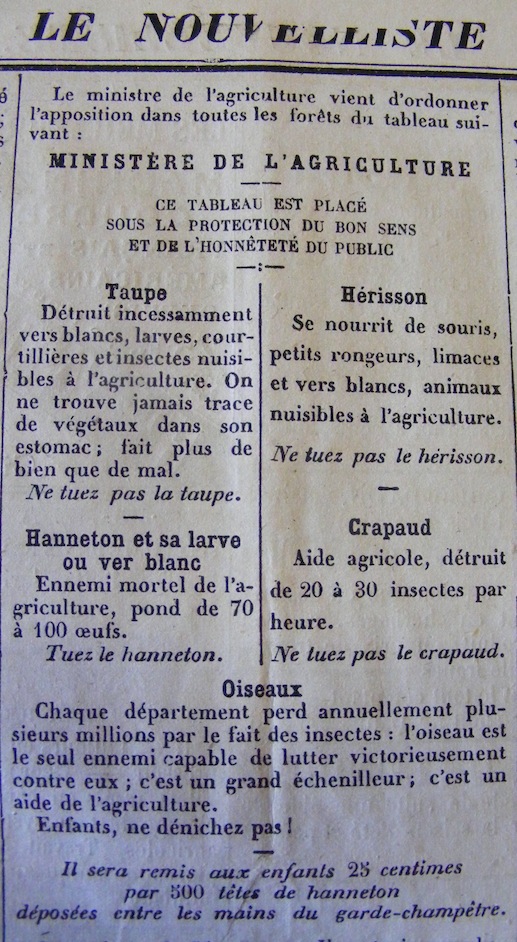 LE NOUVELLISTE
Le ministre de l'agriculture vient d'ordonner
l'apposition dans toutes les forêts du tableau sui-
vant :
MINISTÈRE DE L'AGRICULTURE
CE TABLEAU EST PLACÉ
SOUS LA PROTECTION DU BON SENS
ET DE L'HONNÊTETÉ DU PUBLIC
Taupe
Détruit incessamment
vers blancs, larves, cour-
tillières et insectes nuisi-
bles à l'agriculture. On
ne trouve jamais trace
de végétaux dans son
estomac ; fait plus de
bien que de mal.
Ne tuez pas la taupe.
Hanneton et sa larve
ou ver blanc
Ennemi mortel de l'a-
griculture, pond de 70
à 100 œufs.
Tuez le hanneton.
Hérisson
Se nourrit de souris,
petits rongeurs, limaces
et vers blancs, animaux
nuisibles à l'agriculture.
Ne tuez pas le hérisson.
Crapaud
Aide agricole, détruit
de 20 à 30 insectes par
heure.
Ne tuez pas le crapaud.
Oiseaux
Chaque département perd annuellement plu-
sieurs millions par le fait des insectes : l'oiseau est
le seul ennemi capable de lutter victorieusement
contre eux ; c'est un grand échenilleur ; c'est un
aide de l'agriculture.
Enfants, ne dénichez pas !
Il sera remis aux enfants 25 centimes
par 500 têtes de hanneton
déposées entre les mains du garde-champêtre.